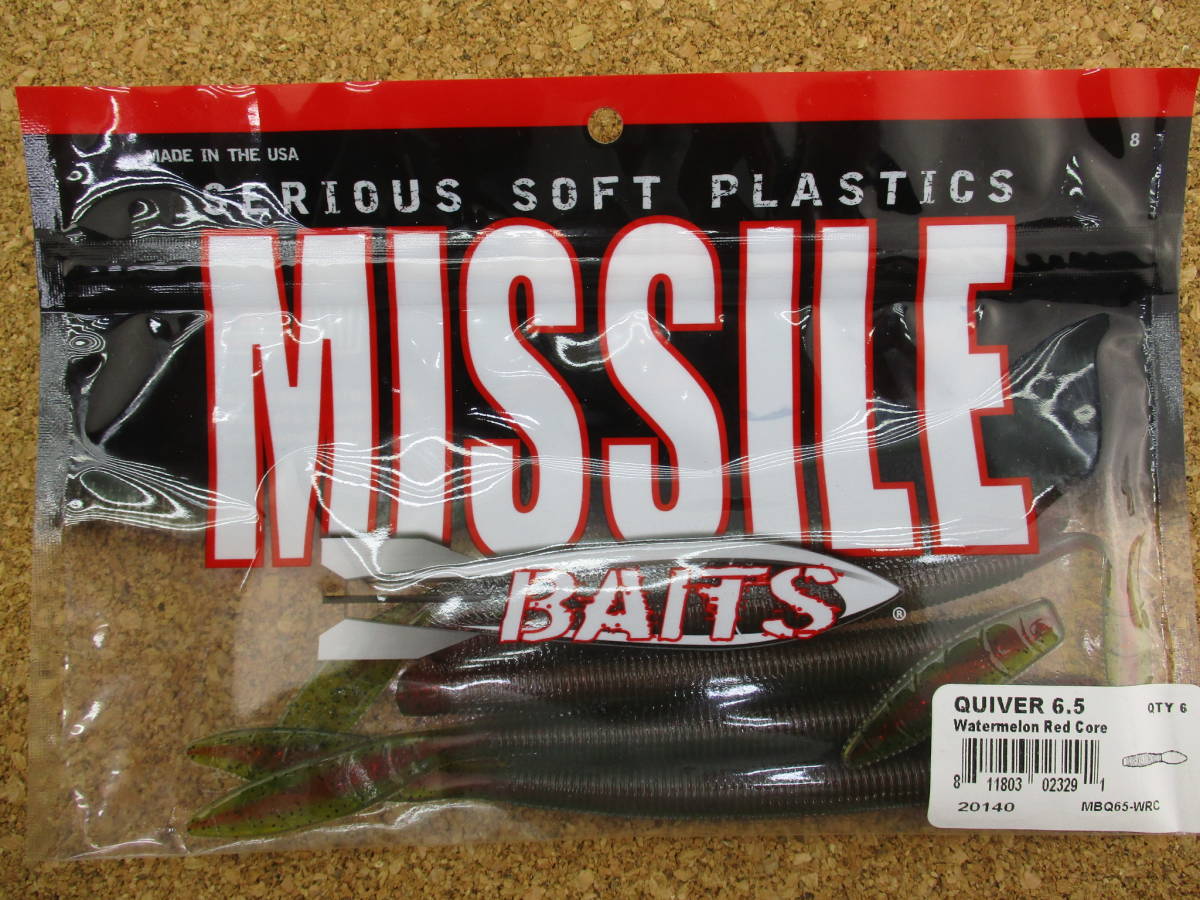 8
MADE IN THE USA
SERIOUS SOFT PLASTICS
MISSILE
BAITS®
QUIVER 6.5 QTY 6
Watermelon Red Core
8 11803 02329 1
20140 MBQ65-WRC